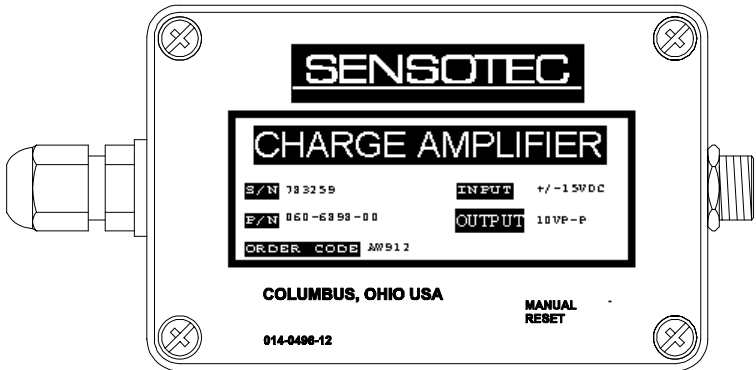 SENSOTEC
CHARGE AMPLIFIER
S/N 783259 INPUT +/-15VDC
P/N 060-6898-00 OUTPUT 10VP-P
ORDER CODE AW912
COLUMBUS, OHIO USA
MANUAL
RESET
014-0496-12